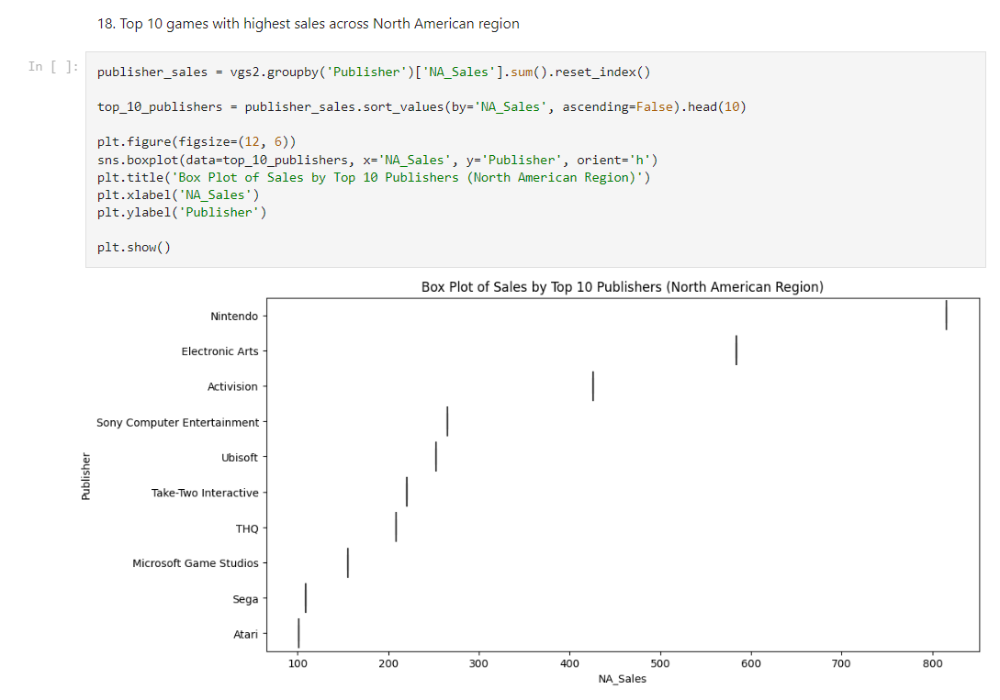 18. Top 10 games with highest sales across North American region
In [ ]:
publisher_sales = vgs2.groupby('Publisher')['NA_Sales'].sum().reset_index()
top_10_publishers = publisher_sales.sort_values(by='NA_Sales', ascending=False).head(10)
plt.figure(figsize=(12, 6))
sns.boxplot(data=top_10_publishers, x='NA_Sales', y='Publisher', orient='h')
plt.title('Box Plot of Sales by Top 10 Publishers (North American Region)')
plt.xlabel('NA_Sales')
plt.ylabel('Publisher')
plt.show()
Box Plot of Sales by Top 10 Publishers (North American Region)
Nintendo
Electronic Arts
Activision
Sony Computer Entertainment
Ubisoft
Take-Two Interactive
THQ
Microsoft Game Studios
Sega
Atari
Publisher
100 200 300 400 500 600 700 800
NA_Sales